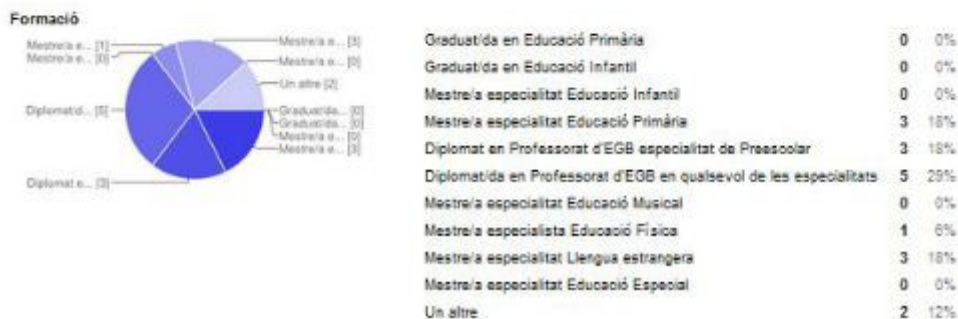 Formació
Mestre/a e... [1]
Mestre/a e... [0]
Diplomat/d... [5]
Diplomat e... [3]
Mestre/a e... [3]
Mestre/a e... [0]
Un altre [2]
Graduat/da... [0]
Graduat/da... [0]
Mestre/a e... [0]
Mestre/a e... [3]
Graduat/da en Educació Primària 0 0%
Graduat/da en Educació Infantil 0 0%
Mestre/a especialitat Educació Infantil 0 0%
Mestre/a especialitat Educació Primària 3 18%
Diplomat en Professorat d'EGB especialitat de Preescolar 3 18%
Diplomat/da en Professorat d'EGB en qualsevol de les especialitats 5 29%
Mestre/a especialitat Educació Musical 0 0%
Mestre/a especialista Educació Física 1 6%
Mestre/a especialitat Llengua estrangera 3 18%
Mestre/a especialitat Educació Especial 0 0%
Un altre 2 12%